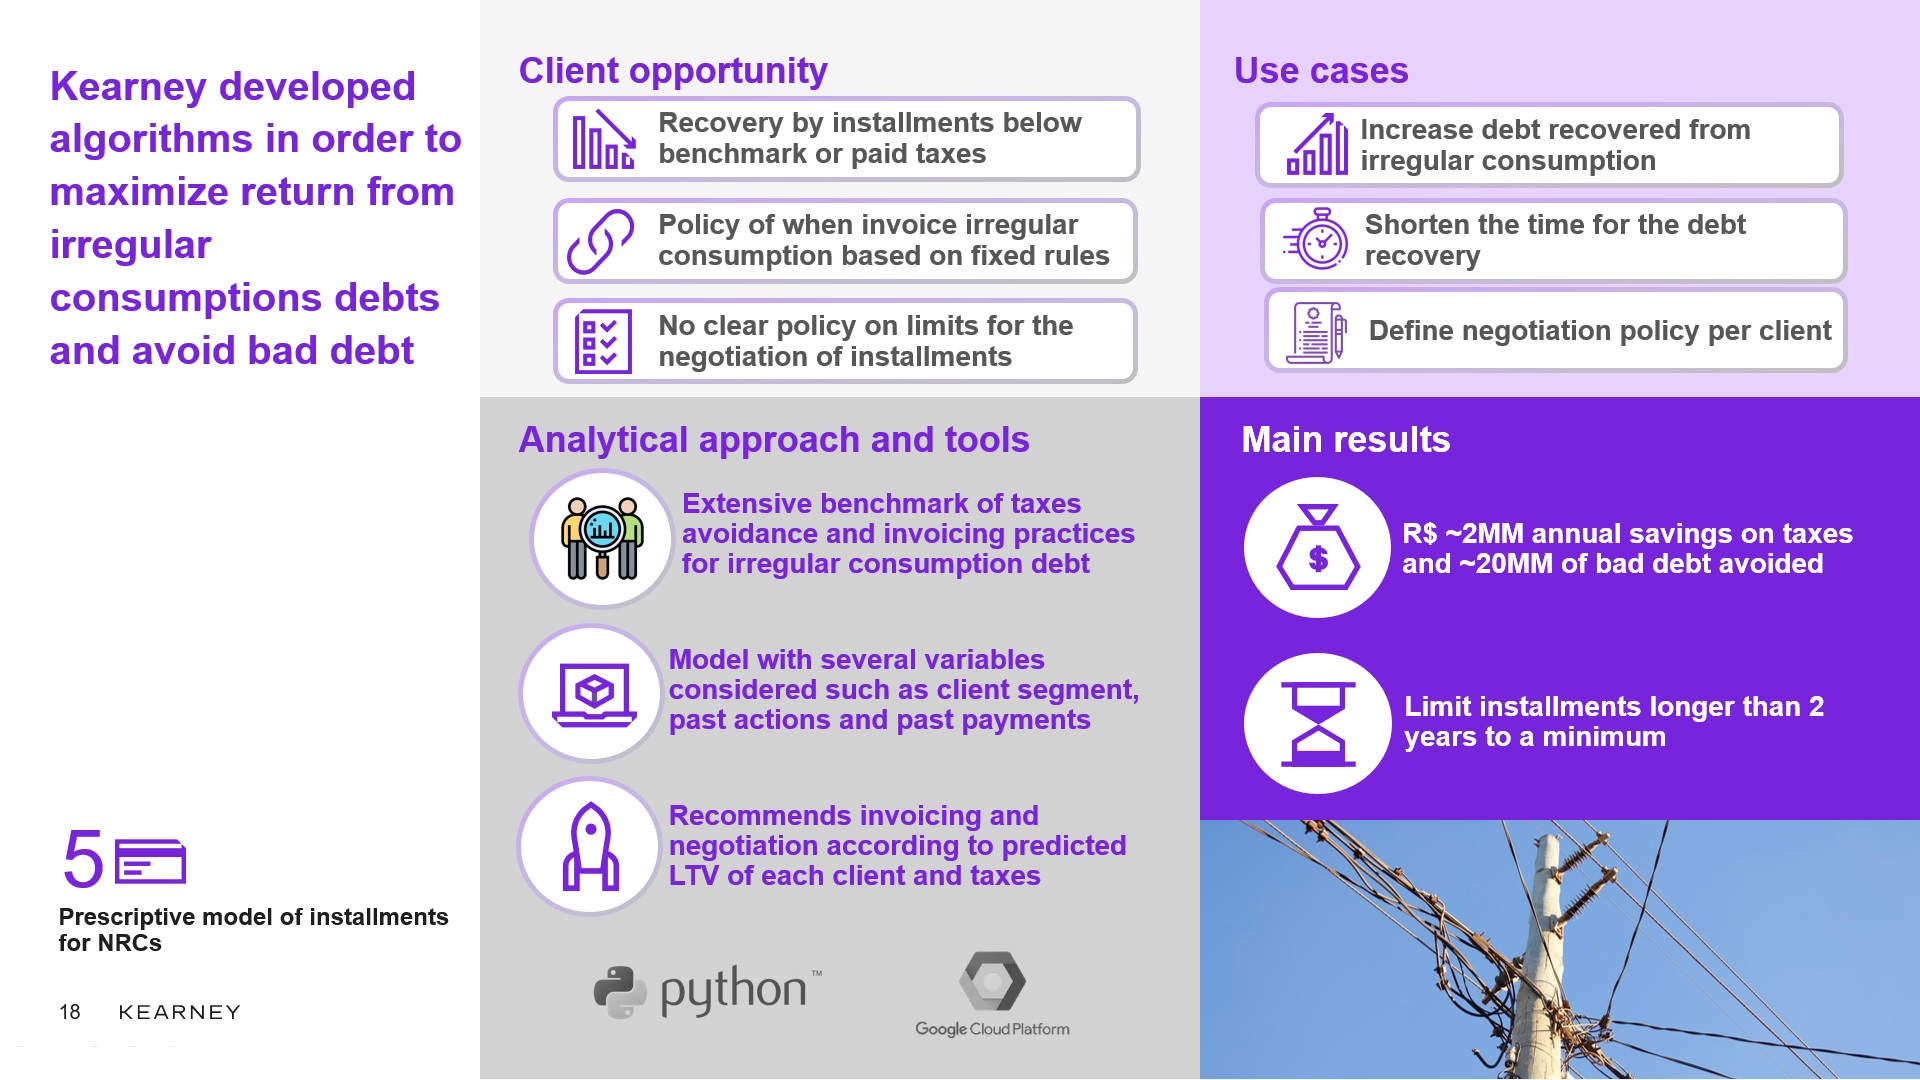 Kearney developed
algorithms in order to
maximize return from
irregular
consumptions debts
and avoid bad debt
5
Prescriptive model of installments
for NRCs
18 KEARNEY
Client opportunity
Recovery by installments below
benchmark or paid taxes
Policy of when invoice irregular
consumption based on fixed rules
No clear policy on limits for the
negotiation of installments
Use cases
Increase debt recovered from
irregular consumption
Shorten the time for the debt
recovery
Define negotiation policy per client
Analytical approach and tools
Extensive benchmark of taxes
avoidance and invoicing practices
for irregular consumption debt
Model with several variables
considered such as client segment,
past actions and past payments
Recommends invoicing and
negotiation according to predicted
LTV of each client and taxes
python™
Google Cloud Platform
Main results
$
R$ ~2MM annual savings on taxes
and ~20MM of bad debt avoided
Limit installments longer than 2
years to a minimum